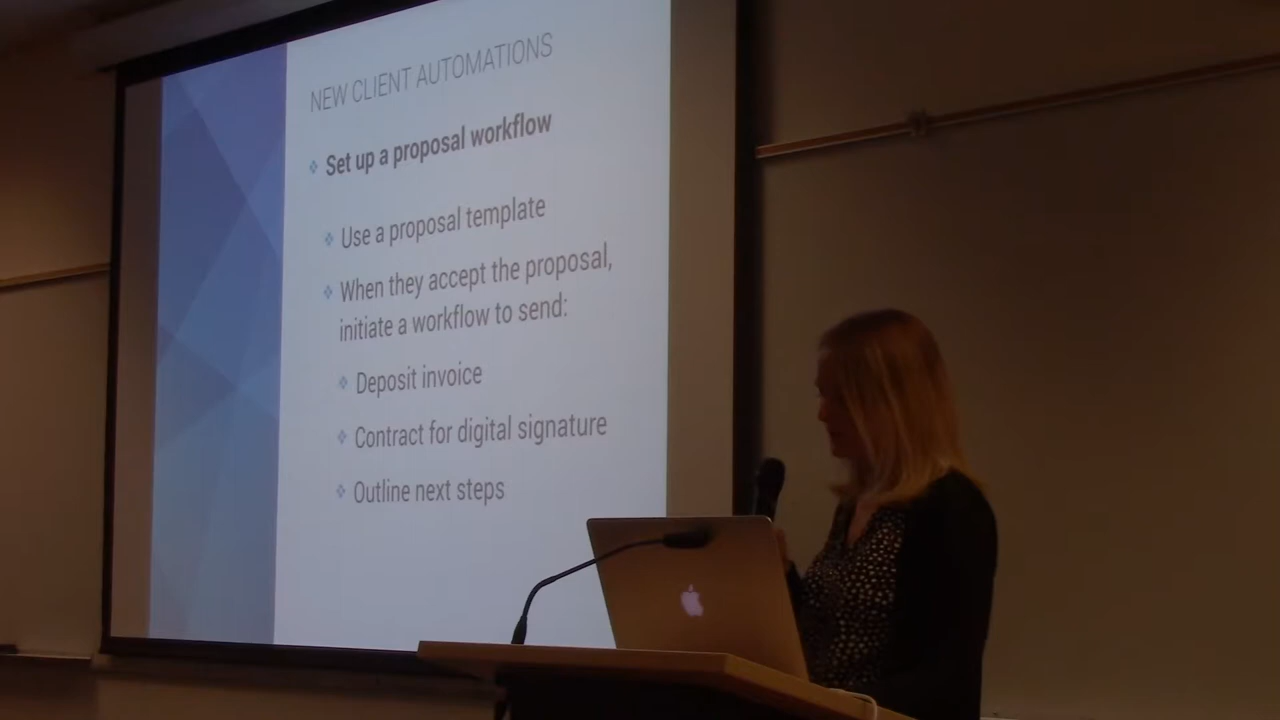 NEW CLIENT AUTOMATIONS
Set up a proposal workflow
Use a proposal template
When they accept the proposal,
initiate a workflow to send:
Deposit invoice
Contract for digital signature
Outline next steps